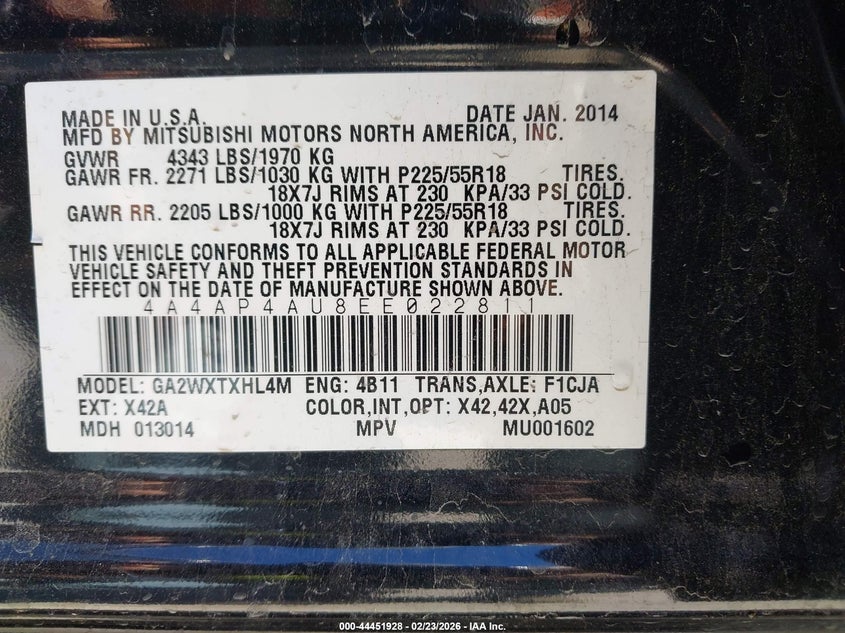 MADE IN U.S.A. DATE JAN. 2014
MFD BY MITSUBISHI MOTORS NORTH AMERICA, INC.
GVWR 4343 LBS/1970 KG
GAWR FR. 2271 LBS/1030 KG WITH P225/55R18 TIRES.
18X7J RIMS AT 230 KPA/33 PSI COLD.
GAWR RR. 2205 LBS/1000 KG WITH P225/55R18 TIRES.
18X7J RIMS AT 230 KPA/33 PSI COLD.
THIS VEHICLE CONFORMS TO ALL APPLICABLE FEDERAL MOTOR
VEHICLE SAFETY AND THEFT PREVENTION STANDARDS IN
EFFECT ON THE DATE OF MANUFACTURE SHOWN ABOVE.
4A4AP4AU8EE022811
MODEL: GA2WXTXHL4M ENG: 4B11 TRANS,AXLE: F1CJA
EXT: X42A COLOR,INT,OPT: X42,42X,A05
MDH 013014 MPV MU001602
000-44451928 - 02/23/2026 - IAA Inc.